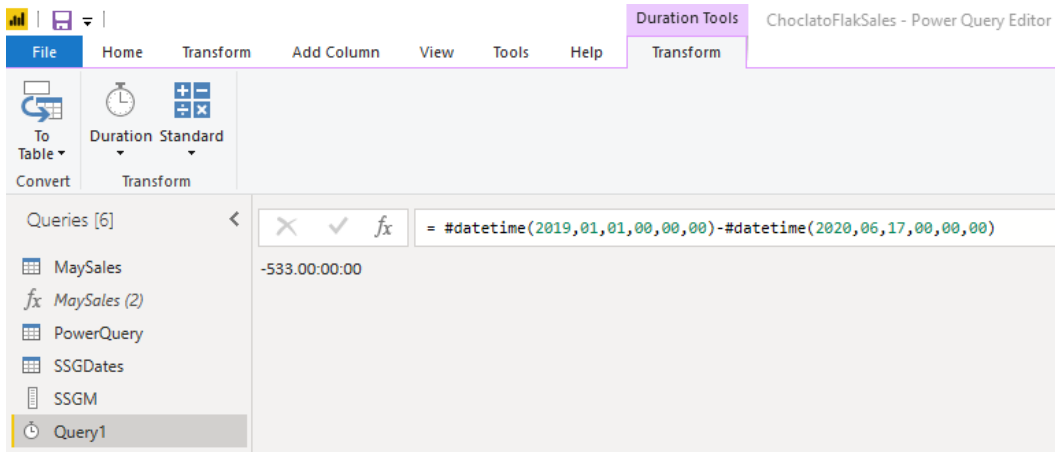 Duration Tools
ChoclatoFlakSales - Power Query Editor
File Home Transform Add Column View Tools Help Transform
To Table
Duration
Standard
Convert
Transform
Queries [6]
fx = #datetime(2019,01,01,00,00,00)-#datetime(2020,06,17,00,00,00)
MaySales
-533.00:00:00
fx MaySales (2)
PowerQuery
SSGDates
SSGM
Query1